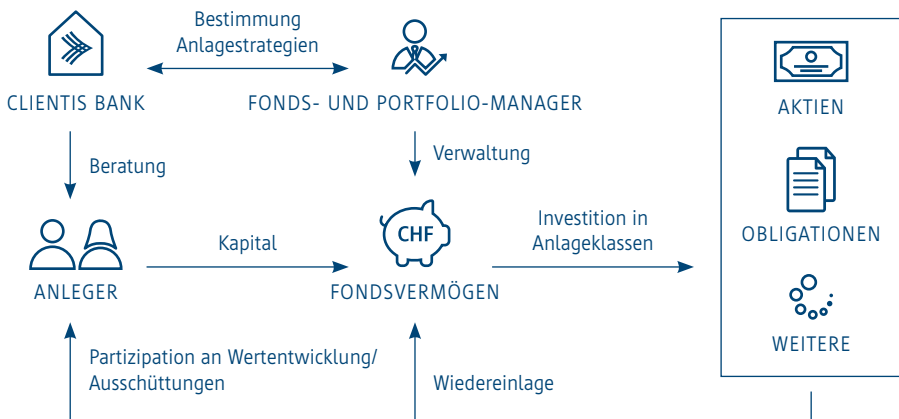 Bestimmung
Anlagestrategien
CLIENTIS BANK
FONDS- UND PORTFOLIO-MANAGER
AKTIEN
Beratung
Verwaltung
OBLIGATIONEN
Kapital
CHF
Investition in
Anlageklassen
ANLEGER
FONDSVERMÖGEN
WEITERE
Partizipation an Wertentwicklung/
Ausschüttungen
Wiedereinlage